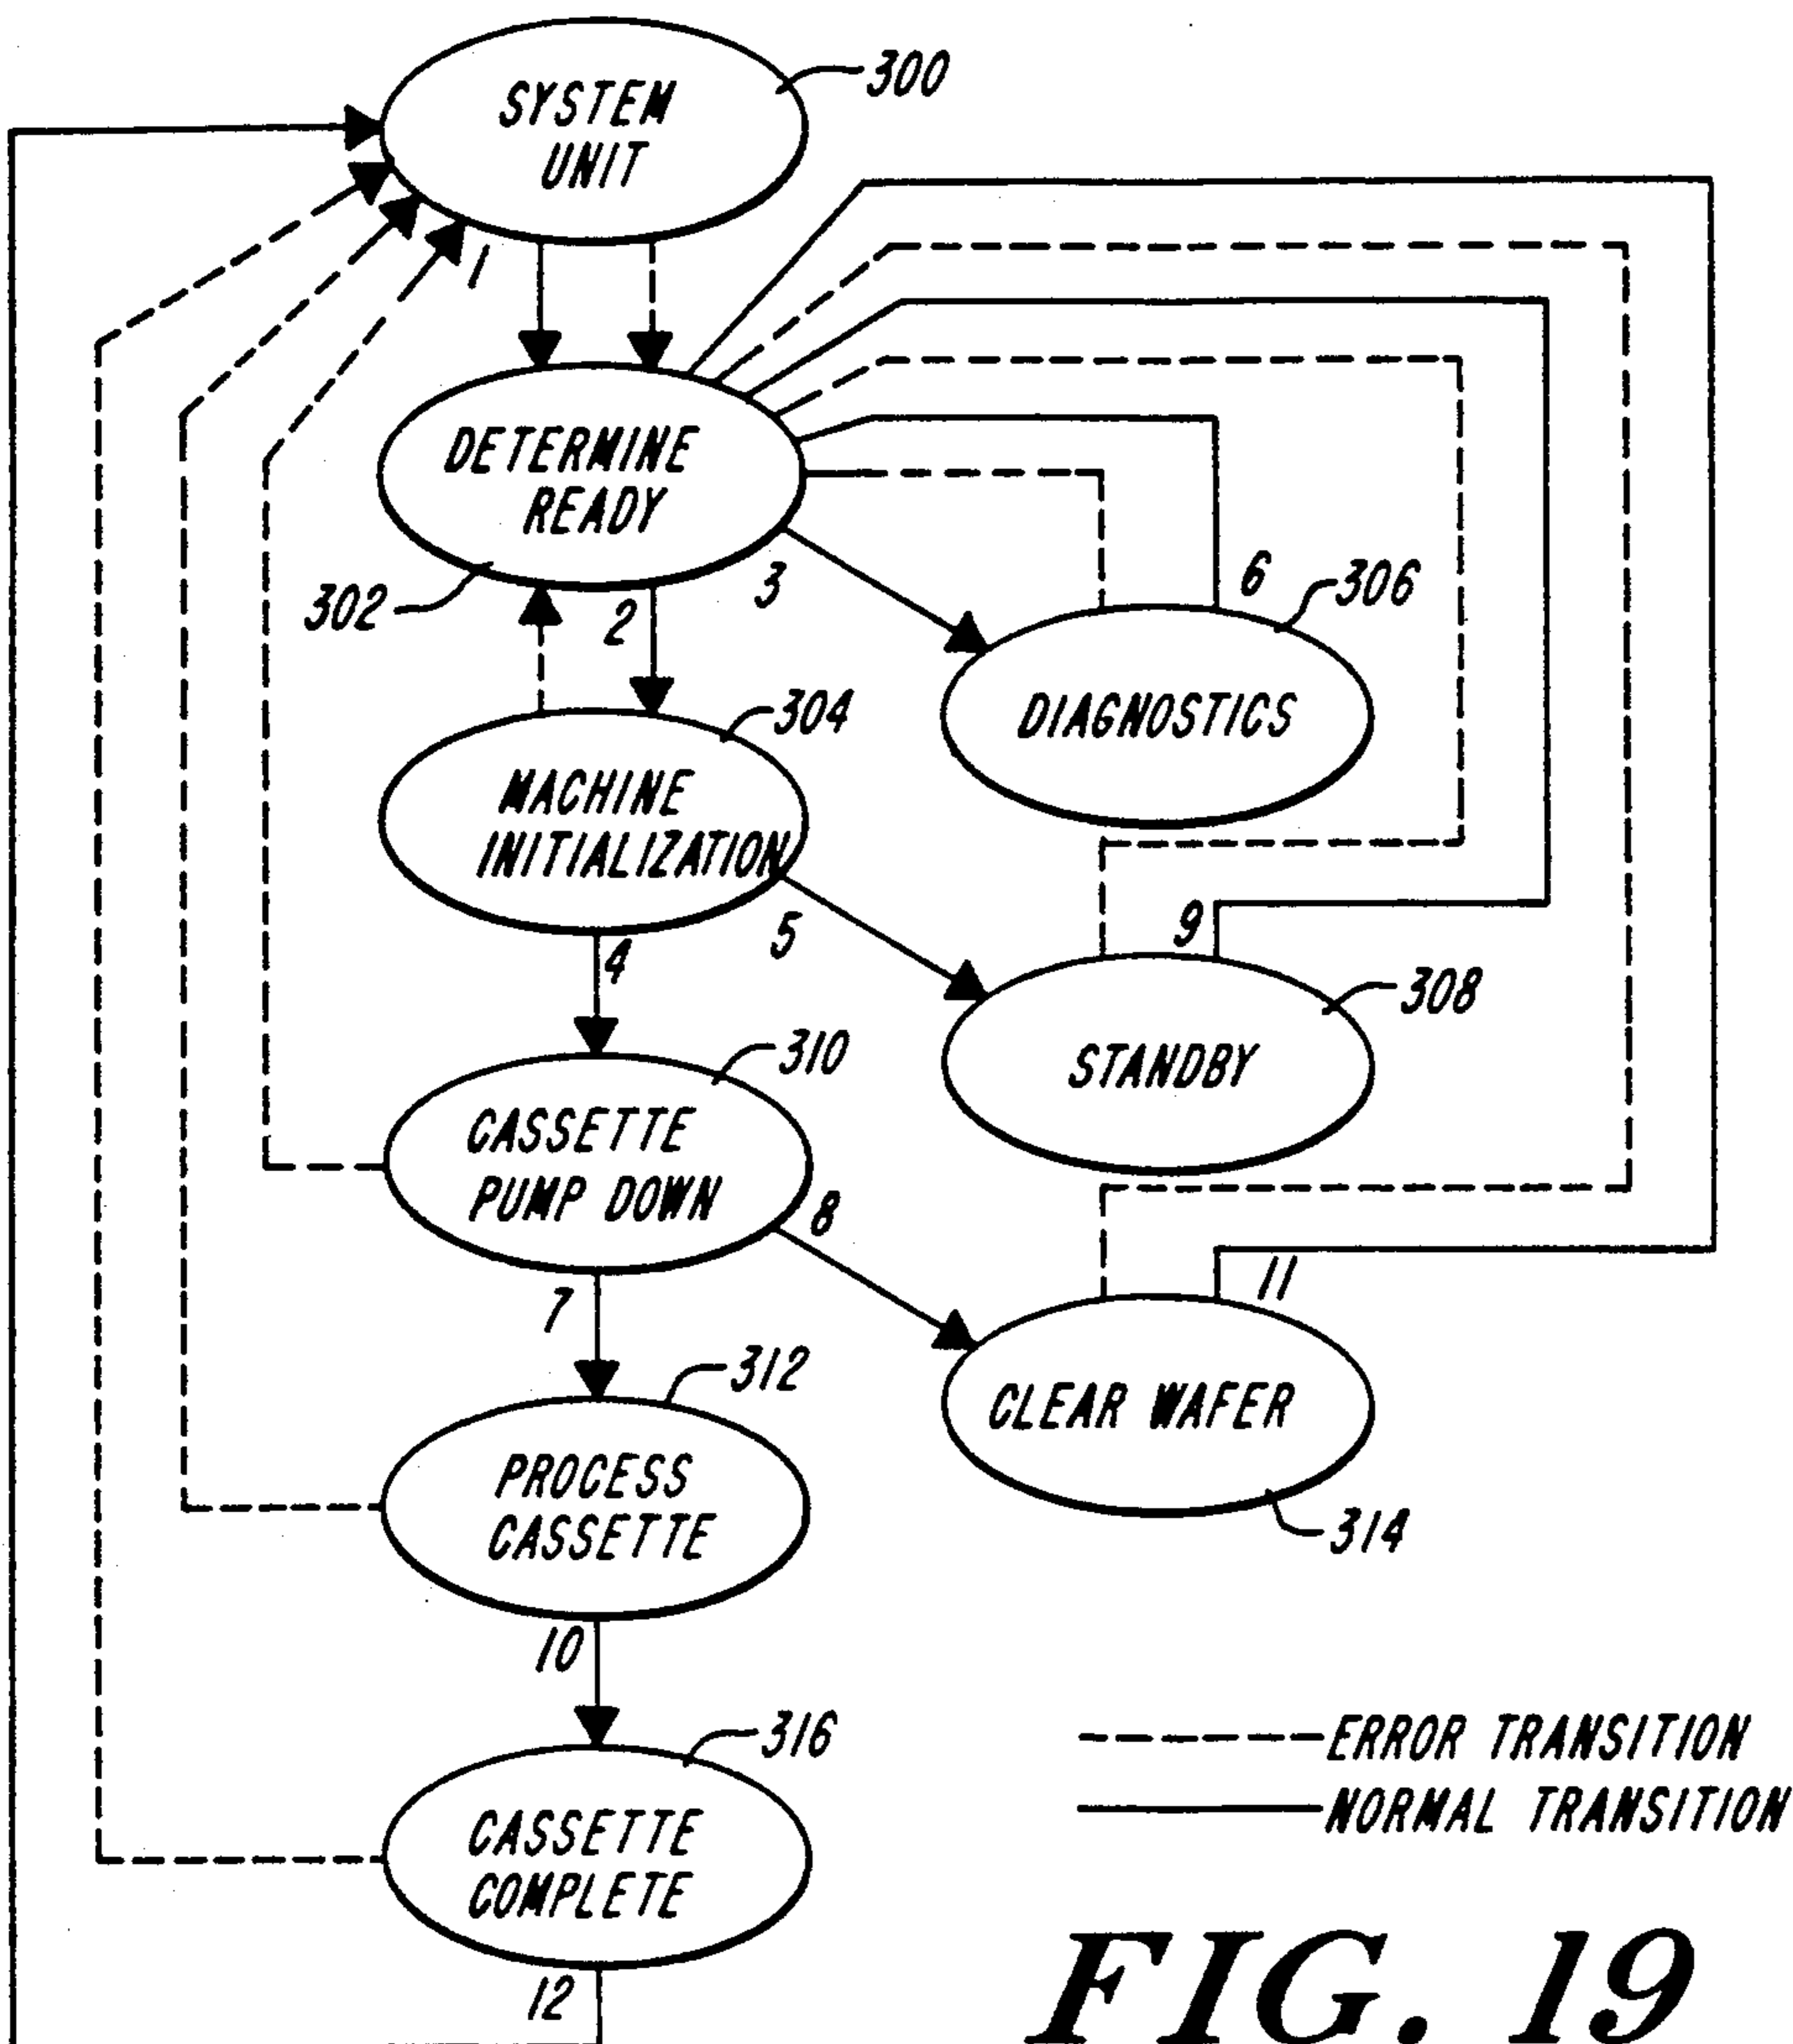 SYSTEM
UNIT
300
1
DETERMINE
READY
302
2
3
6
306
DIAGNOSTICS
304
MACHINE
INITIALIZATION
4
5
9
308
STANDBY
310
CASSETTE
PUMP DOWN
7
8
11
CLEAR WAFER
314
312
PROCESS
CASSETTE
10
316
CASSETTE
COMPLETE
12
ERROR TRANSITION
NORMAL TRANSITION
FIG. 19